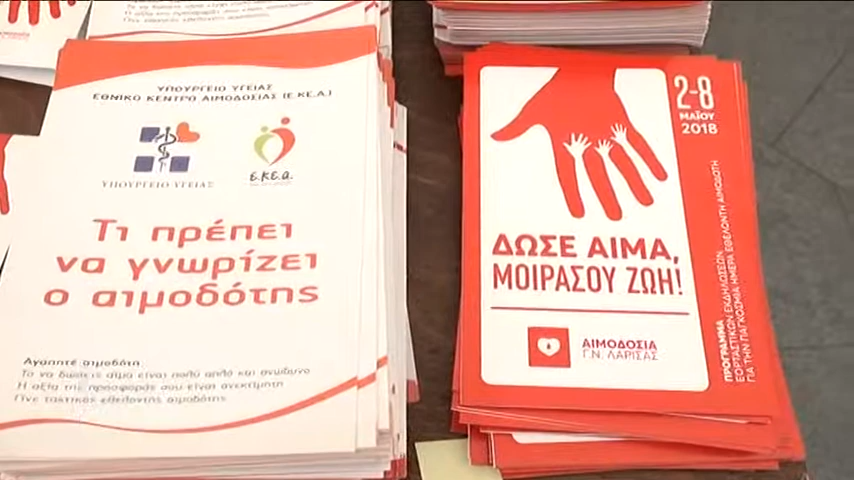 ΥΠΟΥΡΓΕΙΟ ΥΓΕΙΑΣ
ΕΘΝΙΚΟ ΚΕΝΤΡΟ ΑΙΜΟΔΟΣΙΑΣ (Ε.ΚΕ.Α.)
ΥΠΟΥΡΓΕΙΟ ΥΓΕΙΑΣ
Ε.ΚΕ.Α.
Τι πρέπει
να γνωρίζει
ο αιμοδότης
Αγαπητέ αιμοδότη,
Το να δώσεις αίμα είναι πολύ απλό και ανώδυνο
Η αξία της προσφοράς σου είναι ανεκτίμητη
Γίνε τακτικός εθελοντής αιμοδότης
2-8
ΜΑΪΟΥ
2018
ΔΩΣΕ ΑΙΜΑ,
ΜΟΙΡΑΣΟΥ ΖΩΗ!
ΑΙΜΟΔΟΣΙΑ
Γ.Ν. ΛΑΡΙΣΑΣ
ΠΡΟΓΡΑΜΜΑ ΕΚΔΗΛΩΣΕΩΝ
ΕΟΡΤΑΣΤΙΚΩΝ
ΓΙΑ ΤΗΝ ΠΑΓΚΟΣΜΙΑ ΗΜΕΡΑ ΕΘΕΛΟΝΤΗ ΑΙΜΟΔΟΤΗ